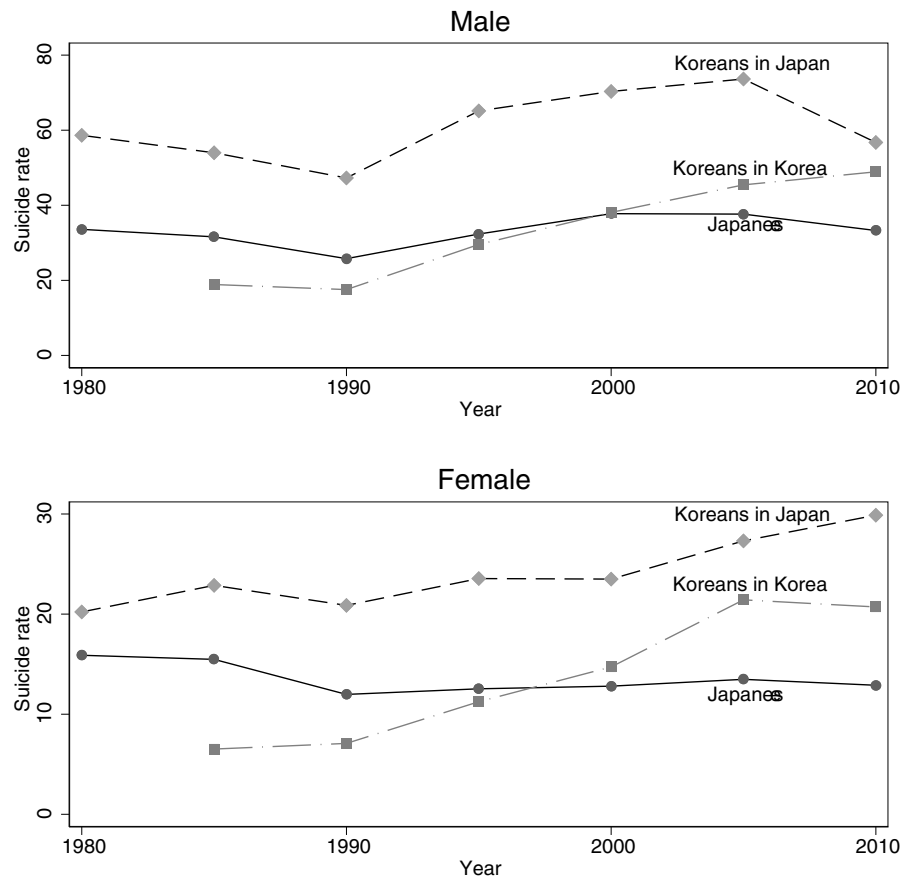 Male
80
60
40
20
0
Suicide rate
Koreans in Japan
Koreans in Korea
Japanese
1980
1990
2000
2010
Year
Female
30
20
10
0
Suicide rate
Koreans in Japan
Koreans in Korea
Japanese
1980
1990
2000
2010
Year